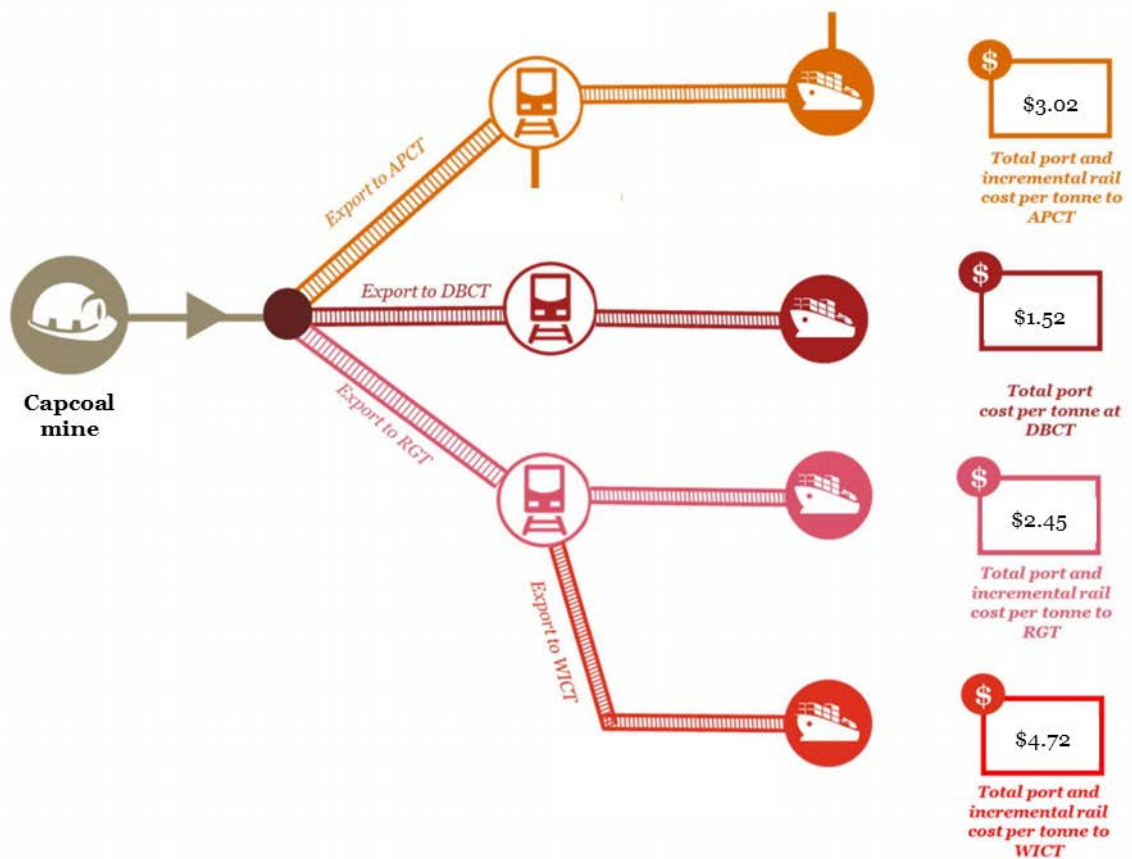 Export to APCT
$
$3.02
Total port and
incremental rail
cost per tonne to
APCT
Export to DBCT
$
$1.52
Total port
cost per tonne at
DBCT
Capcoal
mine
Export to RGT
$
$2.45
Total port and
incremental rail
cost per tonne to
RGT
Export to WICT
$
$4.72
Total port and
incremental rail
cost per tonne to
WICT